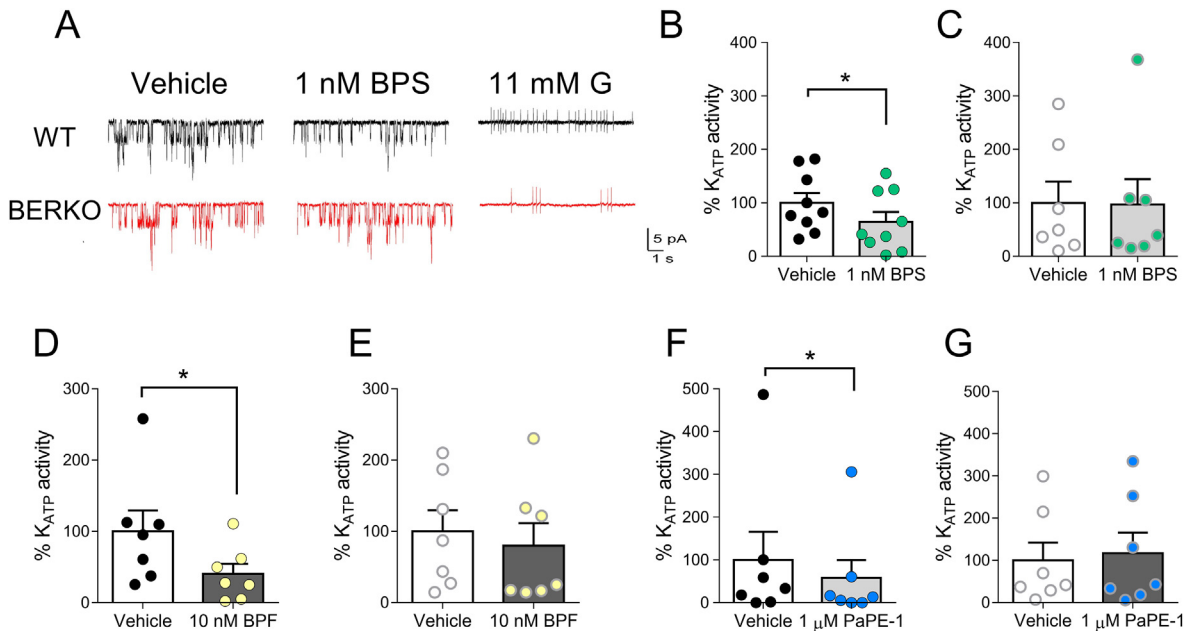 A
B
C
Vehicle 1 nM BPS 11 mM G
WT
BERKO
5 pA
1 s
% KATP activity
400
300
200
100
0
*
Vehicle 1 nM BPS
% KATP activity
400
300
200
100
0
Vehicle 1 nM BPS
D
E
F
G
% KATP activity
300
200
100
0
*
Vehicle 10 nM BPF
% KATP activity
300
200
100
0
Vehicle 10 nM BPF
% KATP activity
500
400
300
200
100
0
*
Vehicle 1 μM PaPE-1
% KATP activity
500
400
300
200
100
0
Vehicle 1 μM PaPE-1